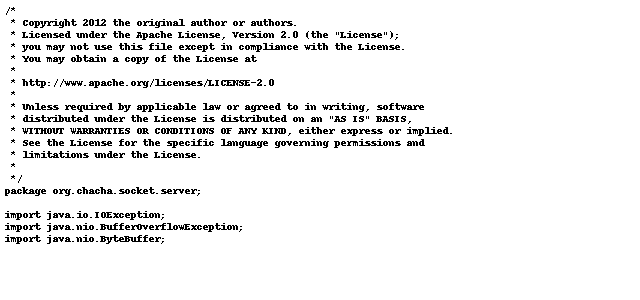 /*
 * Copyright 2012 the original author or authors.
 * Licensed under the Apache License, Version 2.0 (the "License");
 * you may not use this file except in compliance with the License.
 * You may obtain a copy of the License at
 *
 * http://www.apache.org/licenses/LICENSE-2.0
 *
 * Unless required by applicable law or agreed to in writing, software
 * distributed under the License is distributed on an "AS IS" BASIS,
 * WITHOUT WARRANTIES OR CONDITIONS OF ANY KIND, either express or implied.
 * See the License for the specific language governing permissions and
 * limitations under the License.
 *
 */
package org.chacha.socket.server;

import java.io.IOException;
import java.nio.BufferOverflowException;
import java.nio.ByteBuffer;